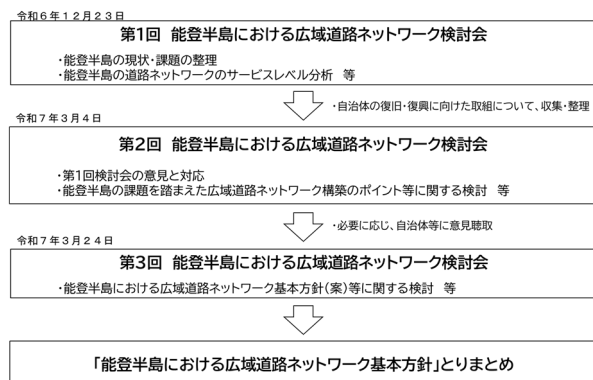 令和６年１２月２３日
第1回 能登半島における広域道路ネットワーク検討会
・能登半島の現状・課題の整理
・能登半島の道路ネットワークのサービスレベル分析 等
・自治体の復旧・復興に向けた取組について、収集・整理
令和７年３月４日
第2回 能登半島における広域道路ネットワーク検討会
・第1回検討会の意見と対応
・能登半島の課題を踏まえた広域道路ネットワーク構築のポイント等に関する検討 等
・必要に応じ、自治体等に意見聴取
令和７年３月２４日
第3回 能登半島における広域道路ネットワーク検討会
・能登半島における広域道路ネットワーク基本方針(案)等に関する検討 等
「能登半島における広域道路ネットワーク基本方針」とりまとめ